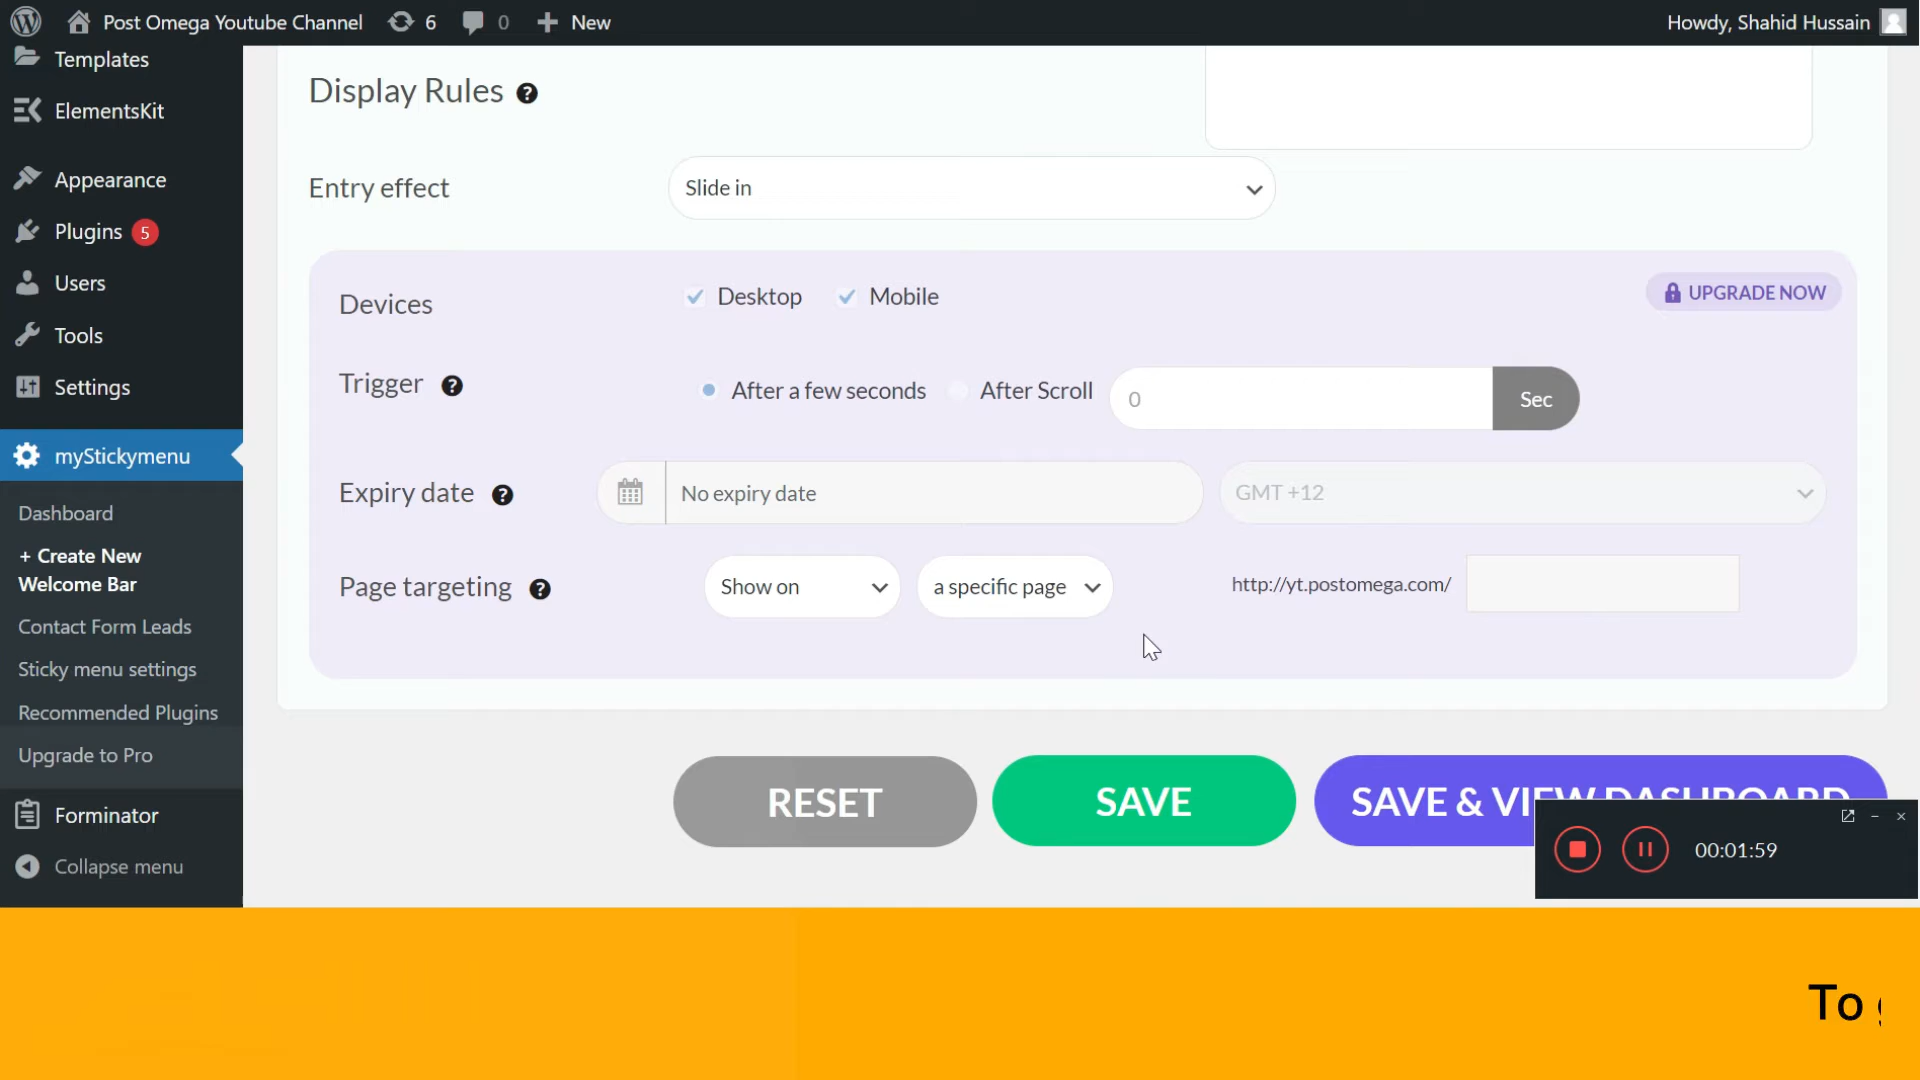 Post Omega Youtube Channel 6 0 New Howdy, Shahid Hussain
Templates
ElementsKit
Appearance
Plugins 5
Users
Tools
Settings
myStickymenu
Dashboard
+ Create New
Welcome Bar
Contact Form Leads
Sticky menu settings
Recommended Plugins
Upgrade to Pro
Forminator
Collapse menu
Display Rules ?
Entry effect Slide in
Devices Desktop Mobile UPGRADE NOW
Trigger ? After a few seconds After Scroll 0 Sec
Expiry date ? No expiry date GMT +12
Page targeting ? Show on a specific page http://yt.postomega.com/
RESET SAVE SAVE & VIEW DASHBOARD
00:01:59
To